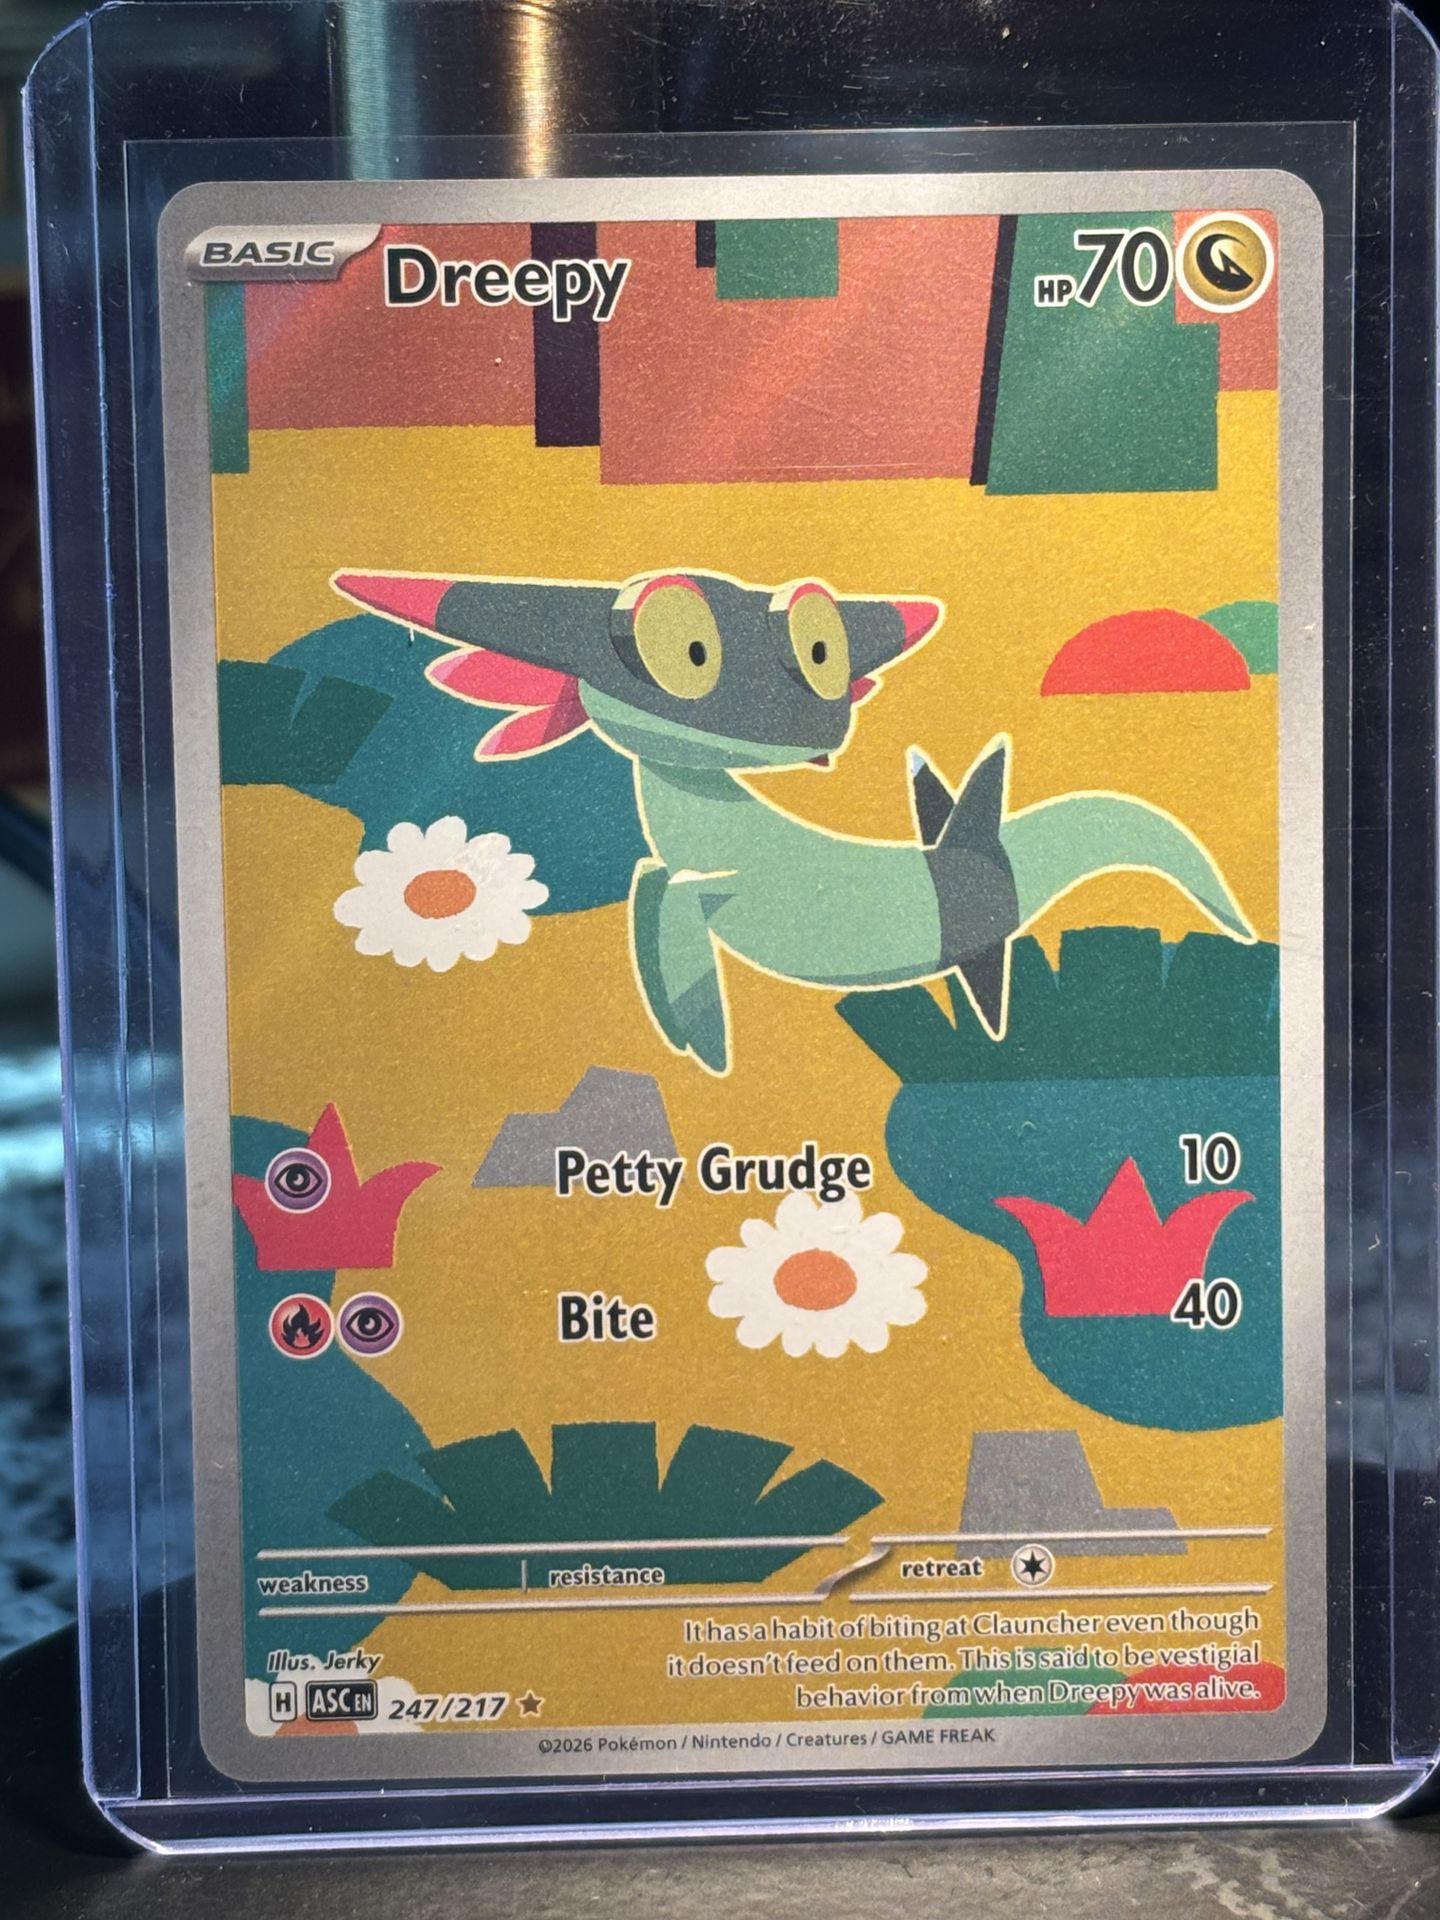 BASIC Dreepy HP 70
Petty Grudge 10
Bite 40
weakness resistance retreat
It has a habit of biting at Clauncher even though
it doesn't feed on them. This is said to be vestigial
behavior from when Dreepy was alive.
Illus. Jerky
H ASC EN 247/217
©2026 Pokémon / Nintendo / Creatures / GAME FREAK